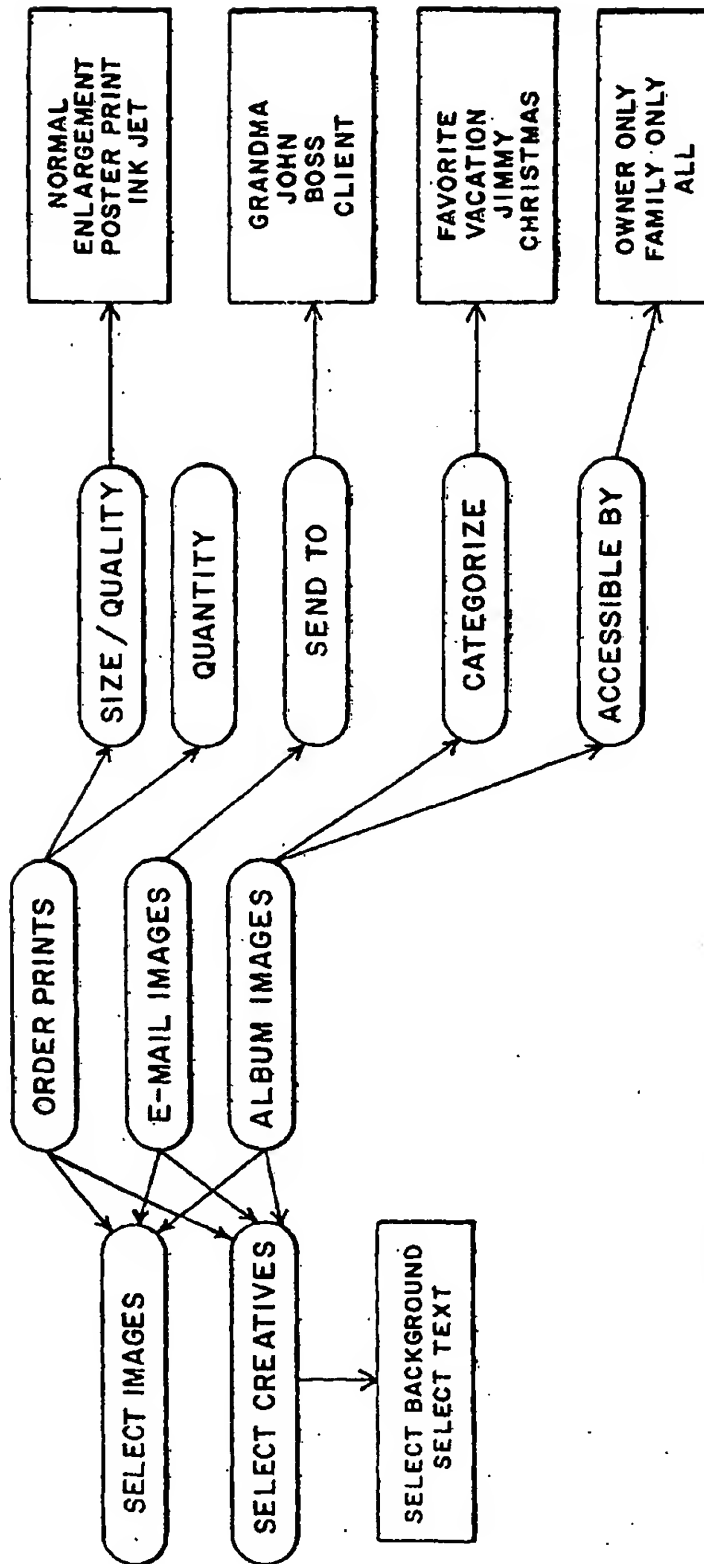 SELECT IMAGES
SELECT CREATIVES
SELECT BACKGROUND
SELECT TEXT
ORDER PRINTS
E-MAIL IMAGES
ALBUM IMAGES
SIZE/QUALITY
QUANTITY
SEND TO
CATEGORIZE
ACCESSIBLE BY
NORMAL
ENLARGEMENT
POSTER PRINT
INK JET
GRANDMA
JOHN
BOSS
CLIENT
FAVORITE
VACATION
JIMMY
CHRISTMAS
OWNER ONLY
FAMILY ONLY
ALL